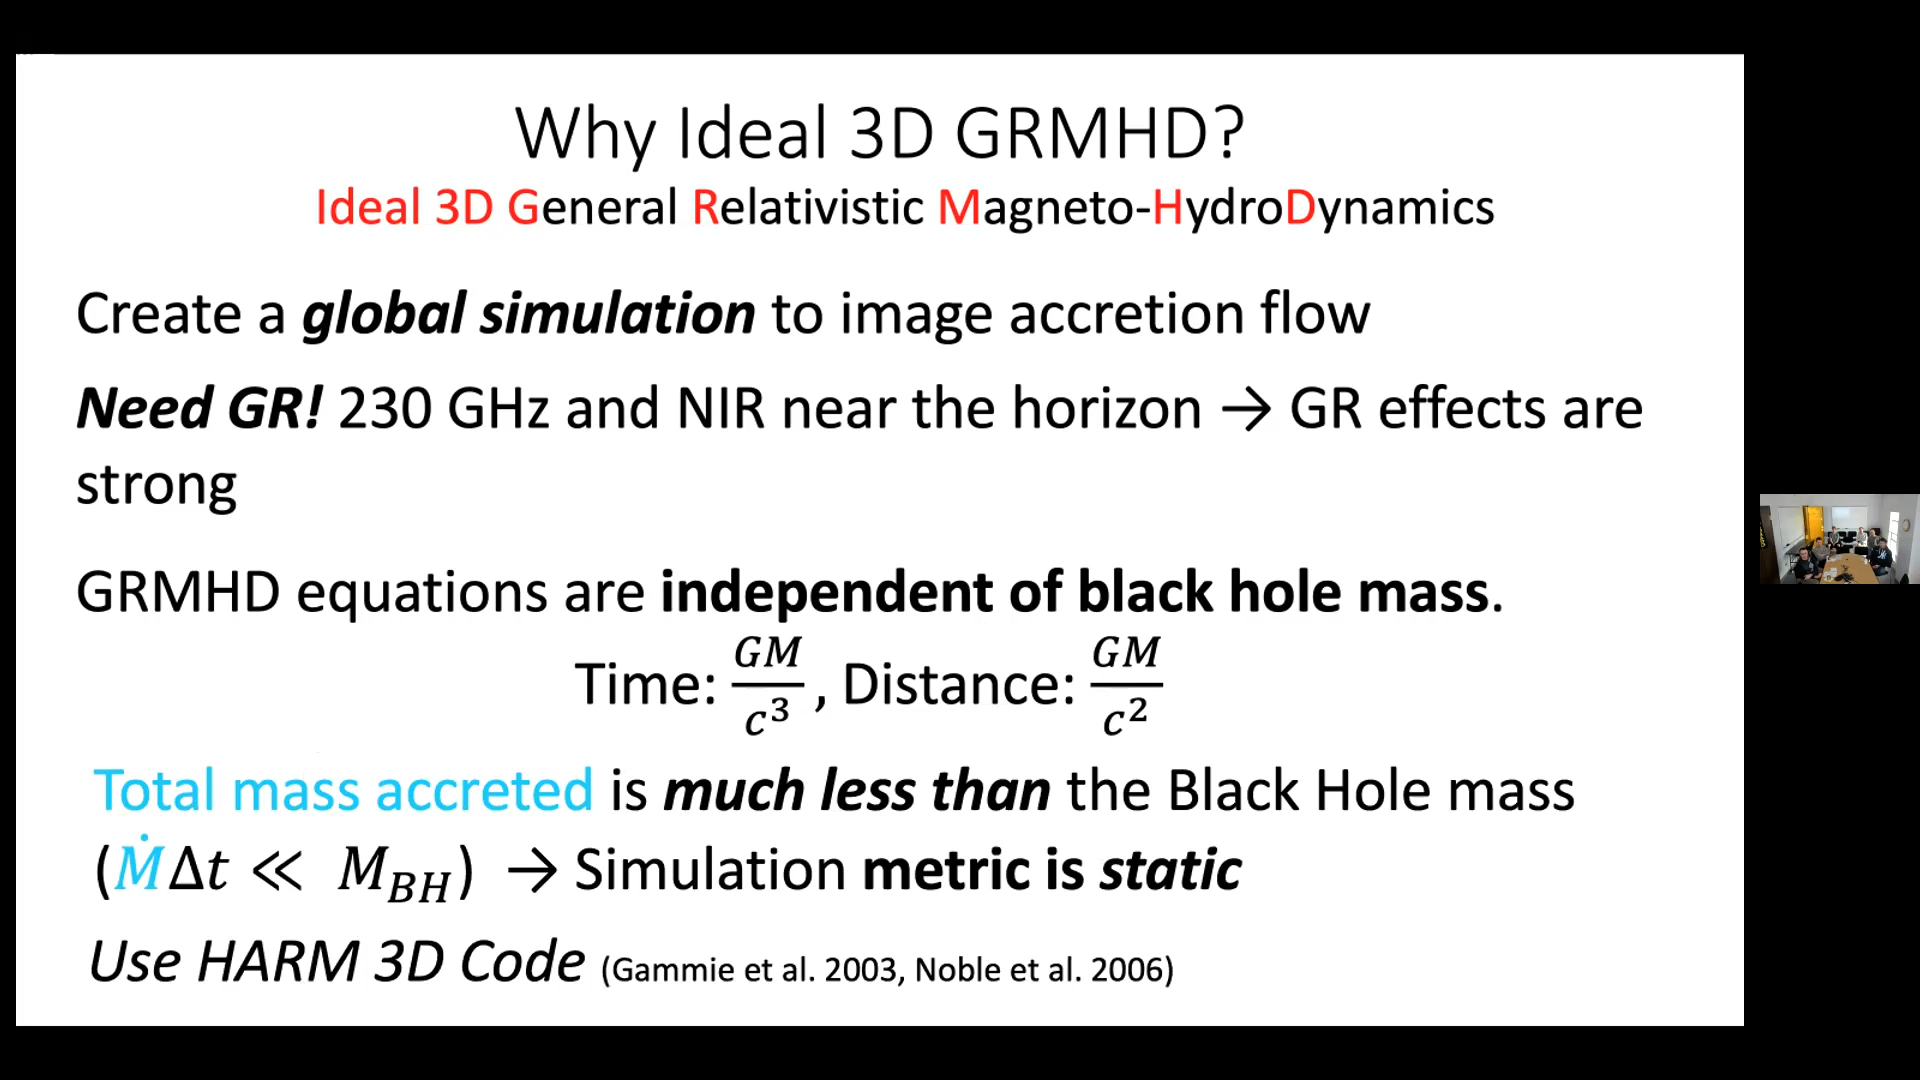 Why Ideal 3D GRMHD?
Ideal 3D General Relativistic Magneto-HydroDynamics
Create a global simulation to image accretion flow
Need GR! 230 GHz and NIR near the horizon → GR effects are
strong
GRMHD equations are independent of black hole mass.
Time: GM/c³ , Distance: GM/c²
Total mass accreted is much less than the Black Hole mass
(ṀΔt ≪ M_BH) → Simulation metric is static
Use HARM 3D Code (Gammie et al. 2003, Noble et al. 2006)